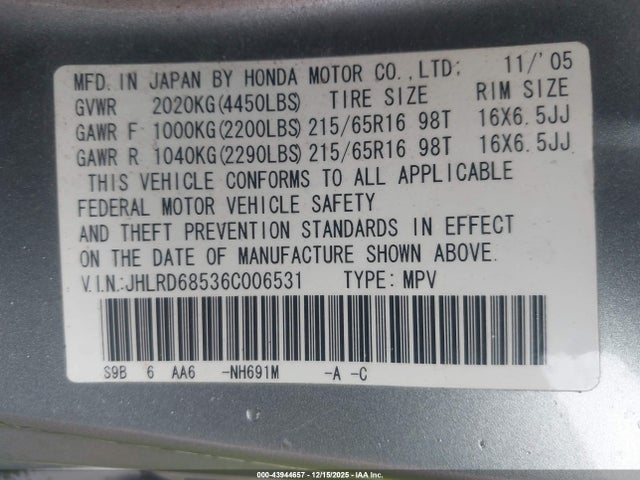 MFD. IN JAPAN BY HONDA MOTOR CO., LTD; 11/'05
GVWR 2020KG(4450LBS) TIRE SIZE RIM SIZE
GAWR F 1000KG(2200LBS) 215/65R16 98T 16X6.5JJ
GAWR R 1040KG(2290LBS) 215/65R16 98T 16X6.5JJ
THIS VEHICLE CONFORMS TO ALL APPLICABLE
FEDERAL MOTOR VEHICLE SAFETY
AND THEFT PREVENTION STANDARDS IN EFFECT
ON THE DATE OF MANUFACTURE SHOWN ABOVE.
V.I.N.:JHLRD68536C006531 TYPE: MPV
S9B 6 AA6 -NH691M -A -C
000-43944657 - 12/15/2025 - IAA Inc.